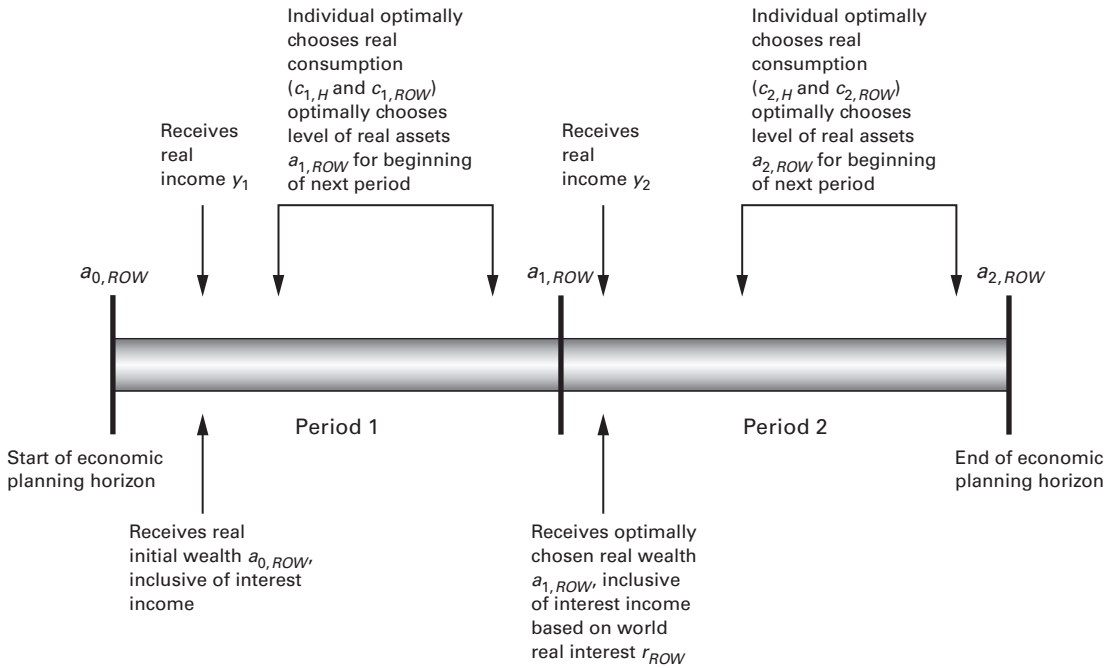 Individual optimally
chooses real
consumption
(c1,H and c1,ROW)
optimally chooses
level of real assets
a1,ROW for beginning
of next period
Individual optimally
chooses real
consumption
(c2,H and c2,ROW)
optimally chooses
level of real assets
a2,ROW for beginning
of next period
Receives
real
income y1
Receives
real
income y2
a0,ROW
a1,ROW
a2,ROW
Period 1
Period 2
Start of economic
planning horizon
End of economic
planning horizon
Receives real
initial wealth a0,ROW,
inclusive of interest
income
Receives optimally
chosen real wealth
a1,ROW, inclusive
of interest income
based on world
real interest rROW